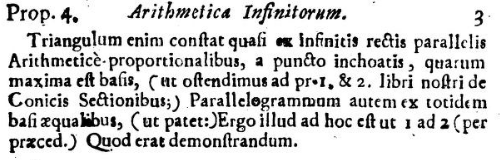 Prop. 4. Arithmetica Infinitorum. 3
Triangulum enim conſtat quaſi ex infinitis rectis parallelis
Arithmeticè-proportionalibus, a puncto inchoatis, quarum
maxima eſt baſis, (ut oſtendimus ad pr. 1. & 2. libri noſtri de
Conicis Sectionibus;) Parallelogrammum autem ex totidem
baſi æqualibus, (ut patet:) Ergo illud ad hoc eſt ut 1 ad 2 (per
præced.) Quod erat demonſtrandum.